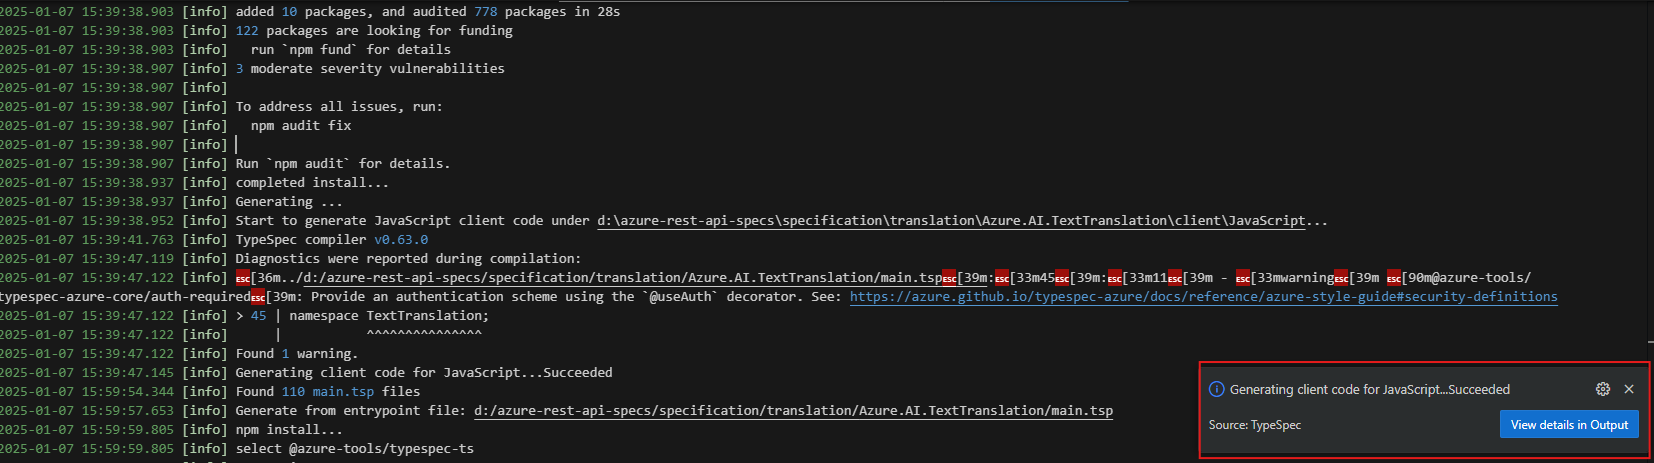 2025-01-07 15:39:38.903 [info] added 10 packages, and audited 778 packages in 28s
2025-01-07 15:39:38.903 [info] 122 packages are looking for funding
2025-01-07 15:39:38.903 [info]   run `npm fund` for details
2025-01-07 15:39:38.907 [info] 3 moderate severity vulnerabilities
2025-01-07 15:39:38.907 [info]
2025-01-07 15:39:38.907 [info] To address all issues, run:
2025-01-07 15:39:38.907 [info]   npm audit fix
2025-01-07 15:39:38.907 [info]
2025-01-07 15:39:38.907 [info] Run `npm audit` for details.
2025-01-07 15:39:38.937 [info] completed install...
2025-01-07 15:39:38.937 [info] Generating ...
2025-01-07 15:39:38.952 [info] Start to generate JavaScript client code under d:\azure-rest-api-specs\specification\translation\Azure.AI.TextTranslation\client\JavaScript...
2025-01-07 15:39:41.763 [info] TypeSpec compiler v0.63.0
2025-01-07 15:39:47.119 [info] Diagnostics were reported during compilation:
2025-01-07 15:39:47.122 [info] ESC[36m../d:/azure-rest-api-specs/specification/translation/Azure.AI.TextTranslation/main.tspESC[39m:ESC[33m45ESC[39m:ESC[33m11ESC[39m - ESC[33mwarningESC[39m ESC[90m@azure-tools/
typespec-azure-core/auth-requiredESC[39m: Provide an authentication scheme using the `@useAuth` decorator. See: https://azure.github.io/typespec-azure/docs/reference/azure-style-guide#security-definitions
2025-01-07 15:39:47.122 [info] > 45 | namespace TextTranslation;
2025-01-07 15:39:47.122 [info]      |           ^^^^^^^^^^^^^^^
2025-01-07 15:39:47.122 [info] Found 1 warning.
2025-01-07 15:39:47.145 [info] Generating client code for JavaScript...Succeeded
2025-01-07 15:59:54.344 [info] Found 110 main.tsp files
2025-01-07 15:59:57.653 [info] Generate from entrypoint file: d:/azure-rest-api-specs/specification/translation/Azure.AI.TextTranslation/main.tsp
2025-01-07 15:59:59.805 [info] npm install...
2025-01-07 15:59:59.805 [info] select @azure-tools/typespec-ts
Generating client code for JavaScript...Succeeded
Source: TypeSpec
View details in Output